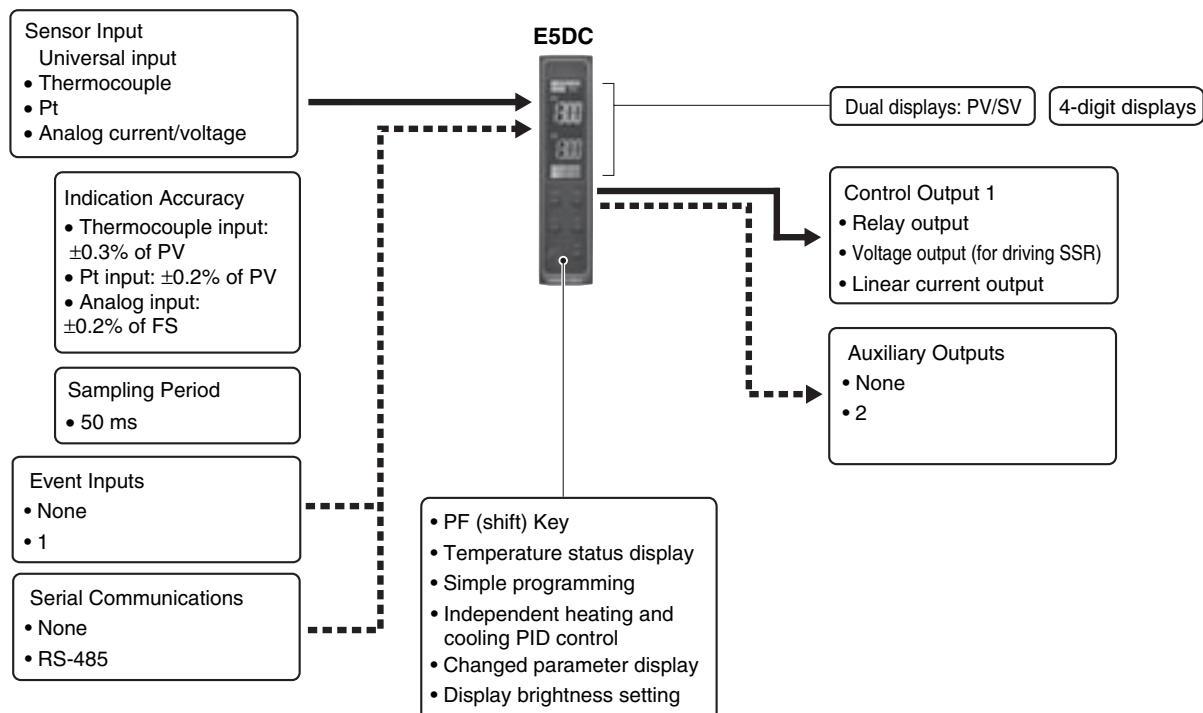 Sensor Input
Universal input
• Thermocouple
• Pt
• Analog current/voltage
Indication Accuracy
• Thermocouple input:
±0.3% of PV
• Pt input: ±0.2% of PV
• Analog input:
±0.2% of FS
Sampling Period
• 50 ms
Event Inputs
• None
• 1
Serial Communications
• None
• RS-485
E5DC
Dual displays: PV/SV
4-digit displays
Control Output 1
• Relay output
• Voltage output (for driving SSR)
• Linear current output
Auxiliary Outputs
• None
• 2
• PF (shift) Key
• Temperature status display
• Simple programming
• Independent heating and
cooling PID control
• Changed parameter display
• Display brightness setting